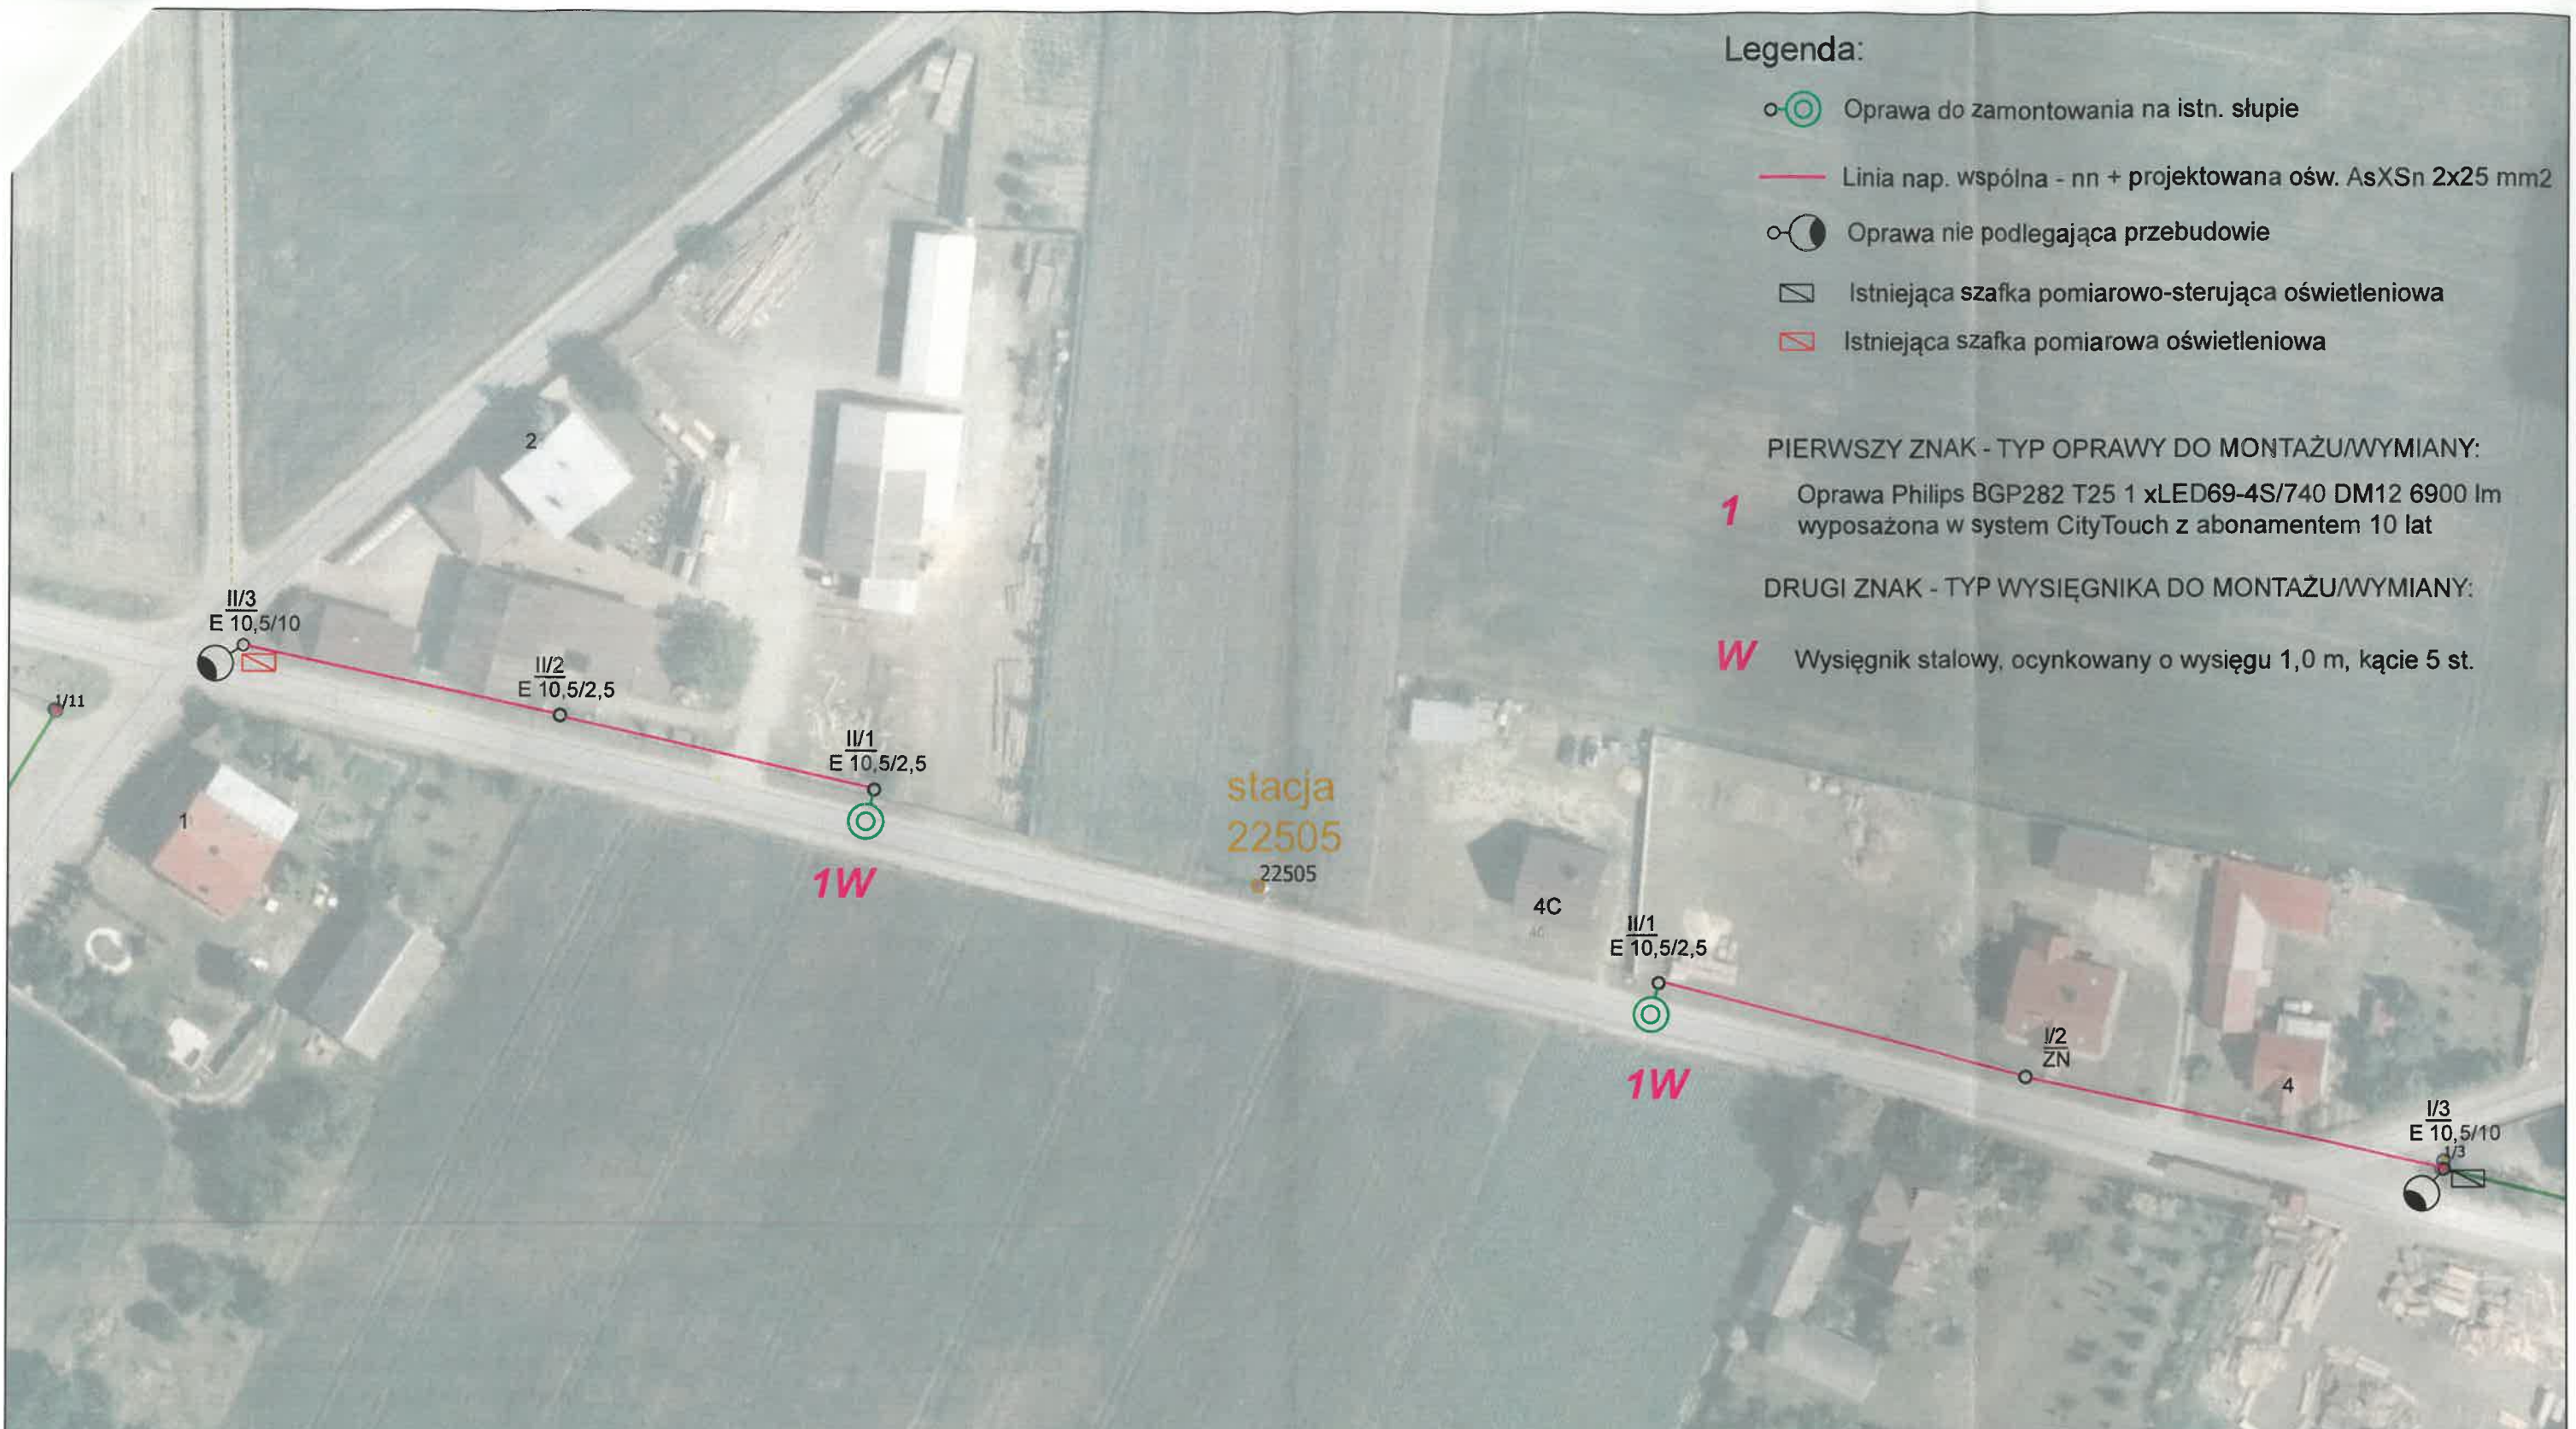 Legenda:
Oprawa do zamontowania na istn. słupie
Linia nap. wspólna - nn + projektowana ośw. AsXSn 2x25 mm2
Oprawa nie podlegająca przebudowie
Istniejąca szafka pomiarowo-sterująca oświetleniowa
Istniejąca szafka pomiarowa oświetleniowa
PIERWSZY ZNAK - TYP OPRAWY DO MONTAŻU/WYMIANY:
1
Oprawa Philips BGP282 T25 1 xLED69-4S/740 DM12 6900 lm
wyposażona w system CityTouch z abonamentem 10 lat
DRUGI ZNAK - TYP WYSIĘGNIKA DO MONTAŻU/WYMIANY:
W
Wysięgnik stalowy, ocynkowany o wysięgu 1,0 m, kącie 5 st.
2
II/3
E 10,5/10
II/2
E 10,5/2,5
1/11
II/1
E 10,5/2,5
1
1W
stacja
22505
22505
4C
4C
II/1
E 10,5/2,5
1W
I/2
ZN
4
I/3
E 10,5/10
1/3
3